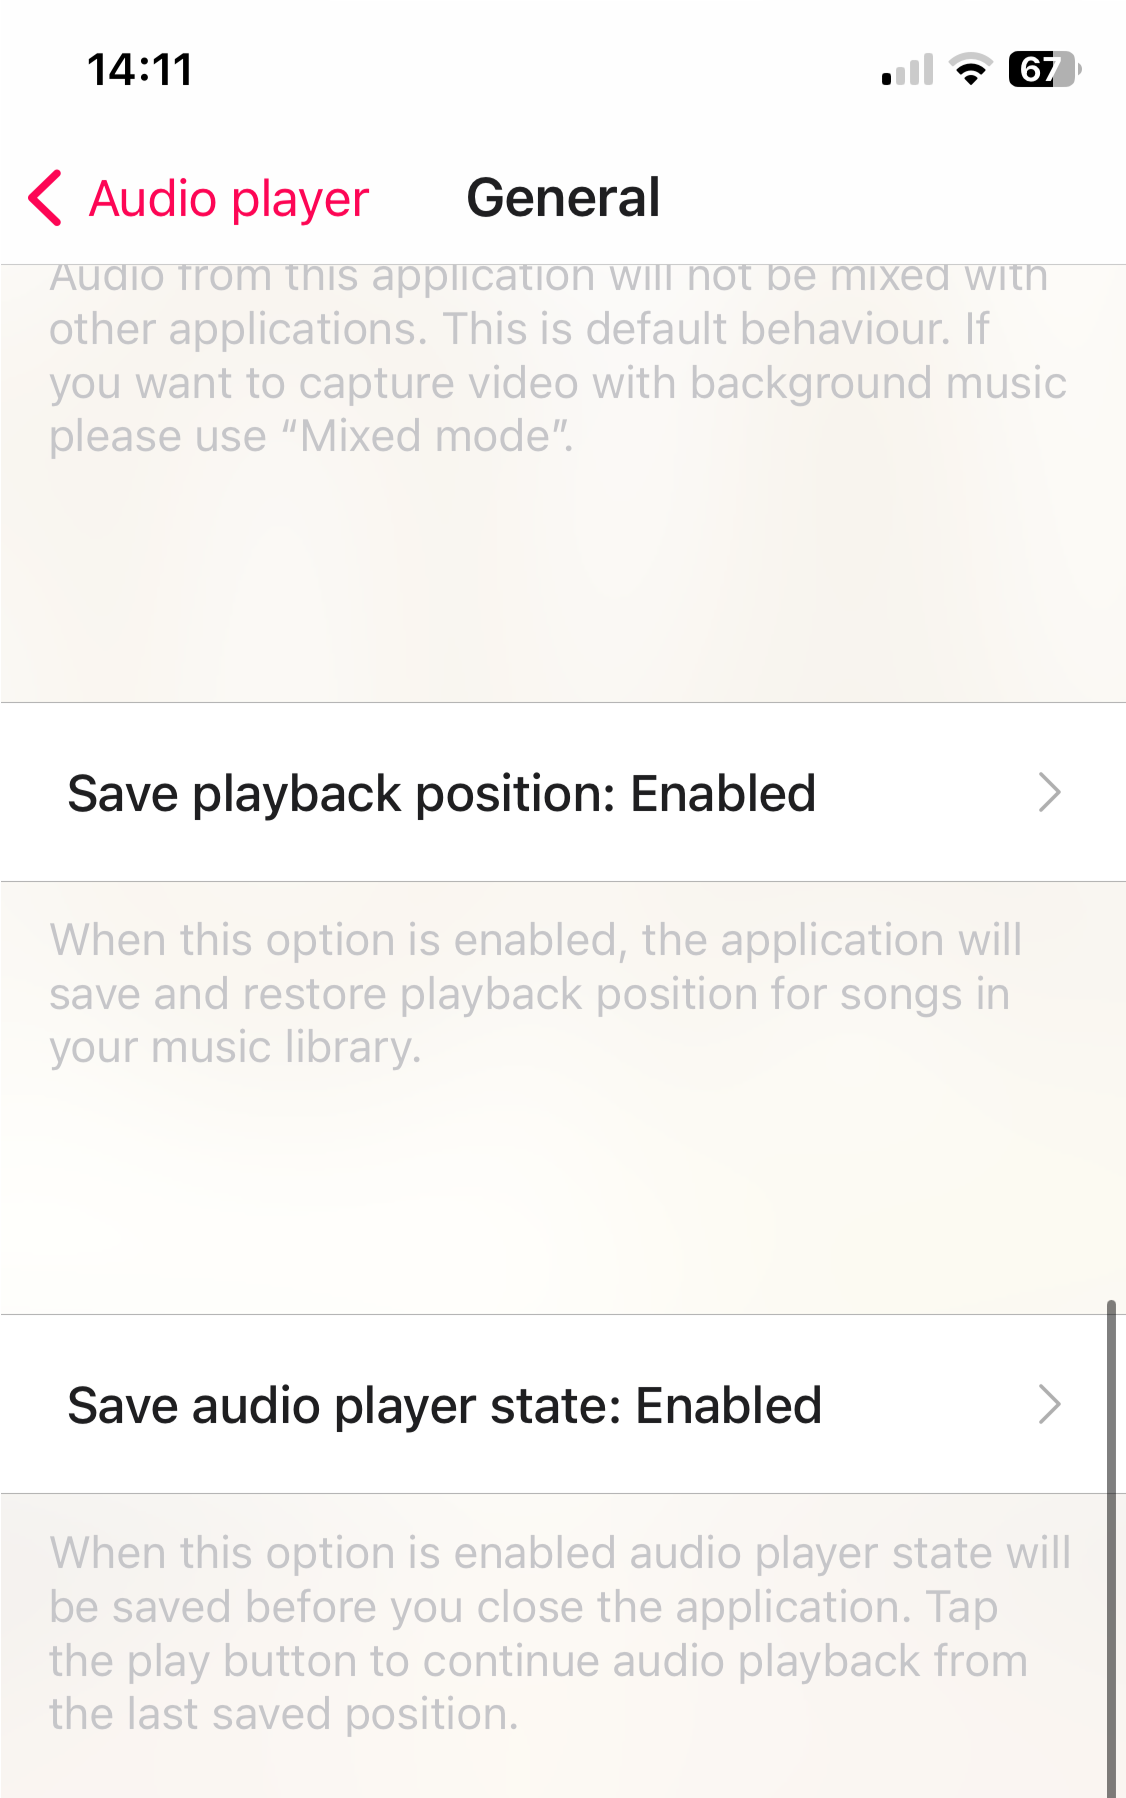 14:11
67
Audio player
General
Audio from this application will not be mixed with
other applications. This is default behaviour. If
you want to capture video with background music
please use “Mixed mode”.
Save playback position: Enabled
When this option is enabled, the application will
save and restore playback position for songs in
your music library.
Save audio player state: Enabled
When this option is enabled audio player state will
be saved before you close the application. Tap
the play button to continue audio playback from
the last saved position.